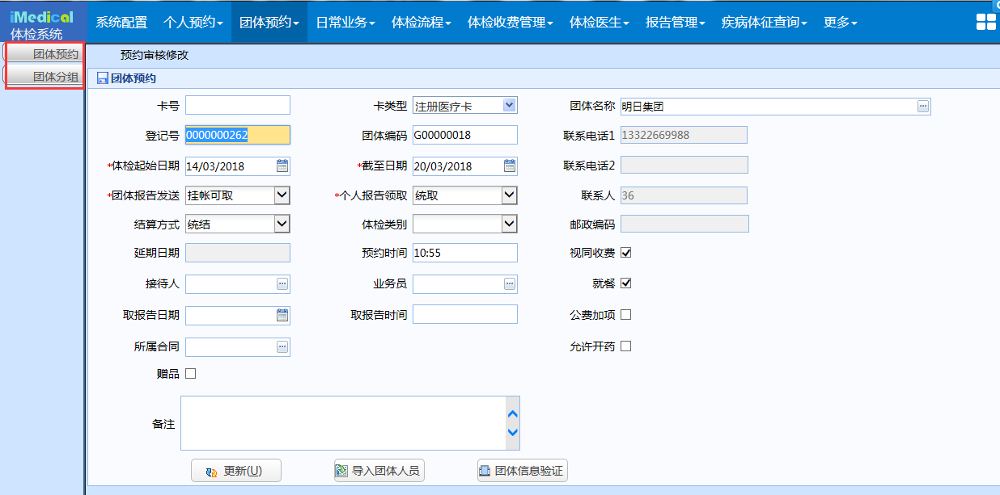 iMedical
体检系统
系统配置 个人预约 团体预约 日常业务 体检流程 体检收费管理 体检医生 报告管理 疾病体征查询 更多
团体预约
团体分组
预约审核修改
团体预约
卡号 卡类型 注册医疗卡 团体名称 明日集团
登记号 0000000262 团体编码 G00000018 联系电话1 13322669988
*体检起始日期 14/03/2018 *截至日期 20/03/2018 联系电话2
*团体报告发送 挂帐可取 *个人报告领取 统取 联系人 36
结算方式 统结 体检类别 邮政编码
延期日期 预约时间 10:55 视同收费
接待人 业务员 就餐
取报告日期 取报告时间 公费加项
所属合同 允许开药
赠品
备注
更新(U) 导入团体人员 团体信息验证